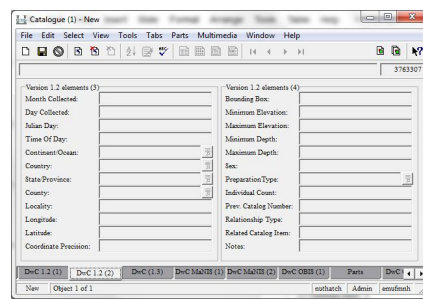 Catalogue (1) - New
File Edit Select View Tools Tabs Parts Multimedia Window Help
3763307
Version 1.2 elements (3)
Month Collected:
Day Collected:
Julian Day:
Time Of Day:
Continent/Ocean:
Country:
State/Province:
County:
Locality:
Longitude:
Latitude:
Coordinate Precision:
Version 1.2 elements (4)
Bounding Box:
Minimum Elevation:
Maximum Elevation:
Minimum Depth:
Maximum Depth:
Sex:
PreparationType:
Individual Count:
Prev. Catalog Number:
Relationship Type:
Related Catalog Item:
Notes:
DwC 1.2 (1) DwC 1.2 (2) DwC (1.3) DwC MaNIS (1) DwC MaNIS (2) DwC OBIS (1) Parts DwC
New Object 1 of 1 nuthatch Admin emufmnh